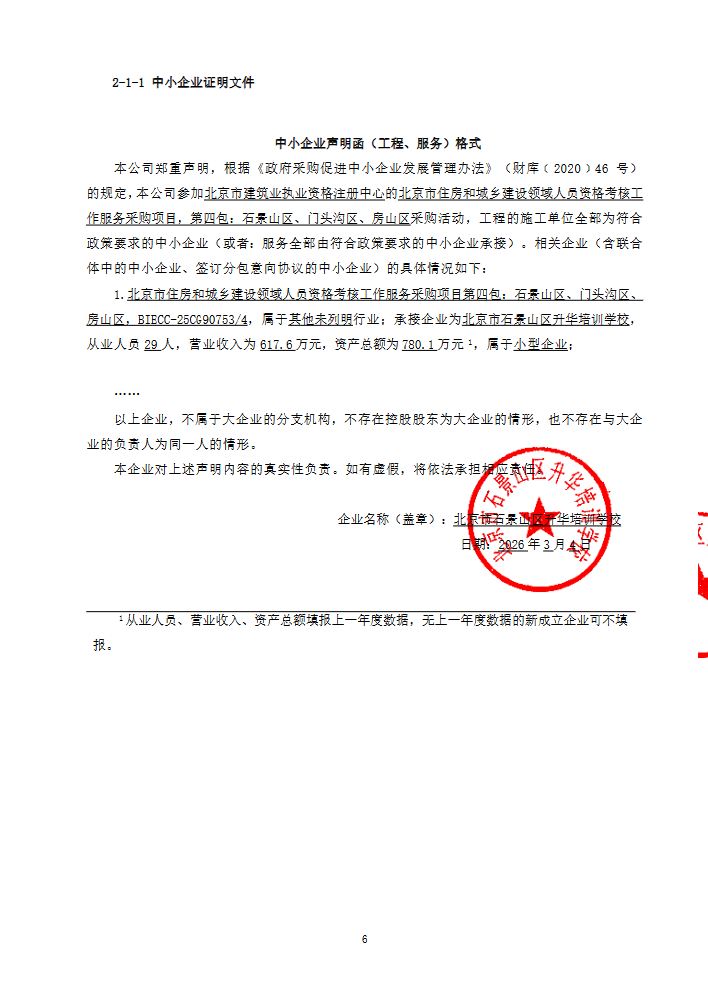 2-1-1 中小企业证明文件
中小企业声明函（工程、服务）格式
本公司郑重声明，根据《政府采购促进中小企业发展管理办法》（财库﹝2020﹞46 号）
的规定，本公司参加北京市建筑业执业资格注册中心的北京市住房和城乡建设领域人员资格考核工
作服务采购项目，第四包：石景山区、门头沟区、房山区采购活动，工程的施工单位全部为符合
政策要求的中小企业（或者：服务全部由符合政策要求的中小企业承接）。相关企业（含联合
体中的中小企业、签订分包意向协议的中小企业）的具体情况如下：
1.北京市住房和城乡建设领域人员资格考核工作服务采购项目第四包：石景山区、门头沟区、
房山区，BIECC-25CG90753/4，属于其他未列明行业；承接企业为北京市石景山区升华培训学校，
从业人员 29 人，营业收入为 617.6 万元，资产总额为 780.1 万元 1，属于小型企业；
……
以上企业，不属于大企业的分支机构，不存在控股股东为大企业的情形，也不存在与大企
业的负责人为同一人的情形。
本企业对上述声明内容的真实性负责。如有虚假，将依法承担相应责任。
企业名称（盖章）：北京市石景山区升华培训学校
日期：2026 年 3 月 4 日
北京市石景山区升华培训学校
1 从业人员、营业收入、资产总额填报上一年度数据，无上一年度数据的新成立企业可不填
报。
6